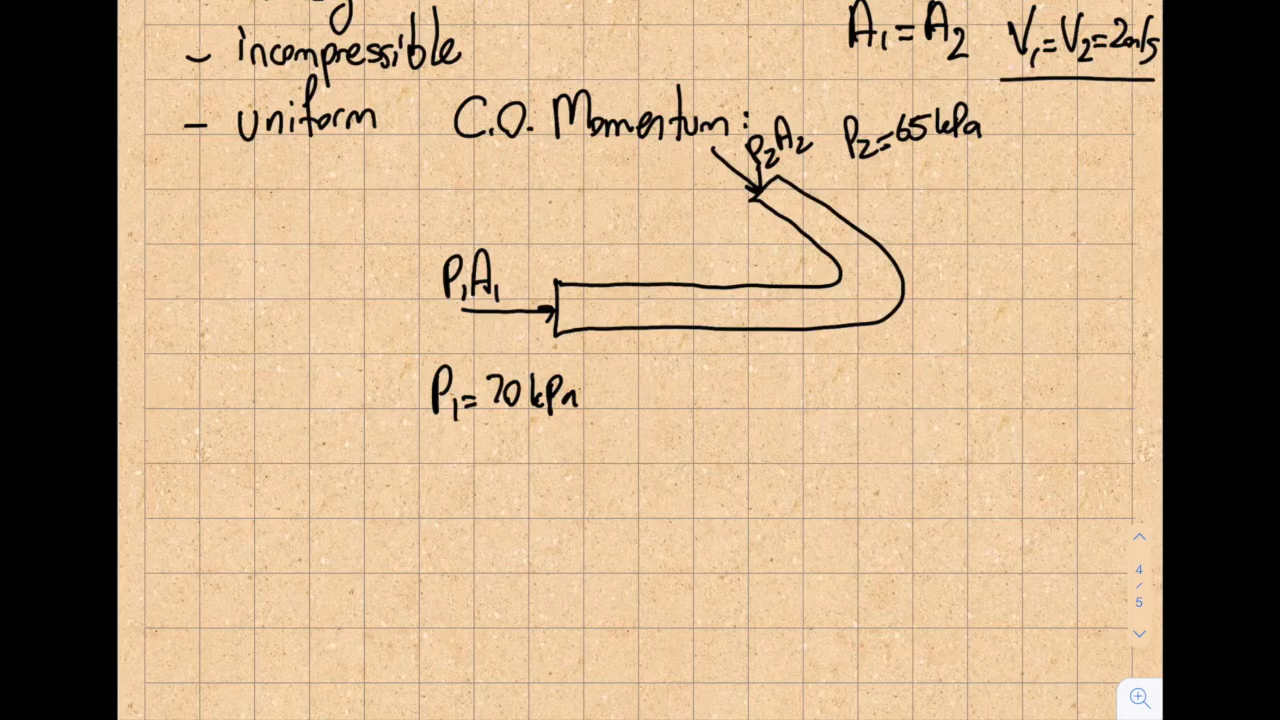 A₁ = A₂ V₁ = V₂ = 2m/s
- incompressible
- uniform C.O. Momentum:
P₂A₂ P₂ = 65 kPa
P₁A₁
P₁ = 70 kPa
4
/
5